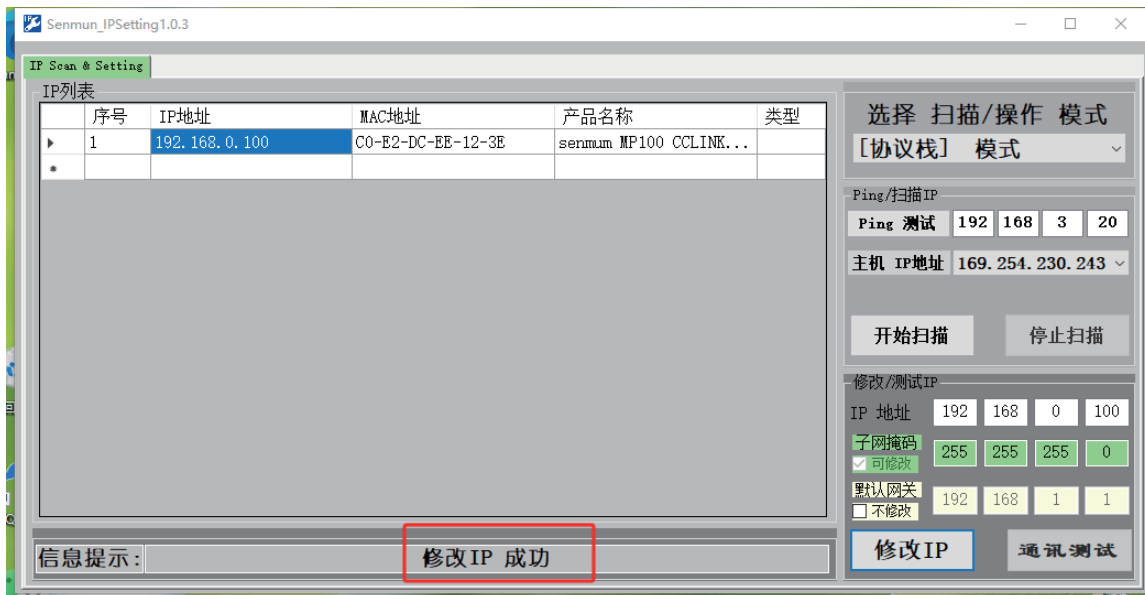 Senmun_IPSetting1.0.3
IP Scan & Setting
IP列表
序号 IP地址 MAC地址 产品名称 类型
1 192.168.0.100 C0-E2-DC-EE-12-3E senmum MP100 CCLINK...
选择 扫描/操作 模式
[协议栈] 模式
Ping/扫描IP
Ping 测试 192 168 3 20
主机 IP地址 169.254.230.243
开始扫描 停止扫描
修改/测试IP
IP 地址 192 168 0 100
子网掩码 255 255 255 0
可修改
默认网关 192 168 1 1
不修改
修改IP 通讯测试
信息提示: 修改IP 成功